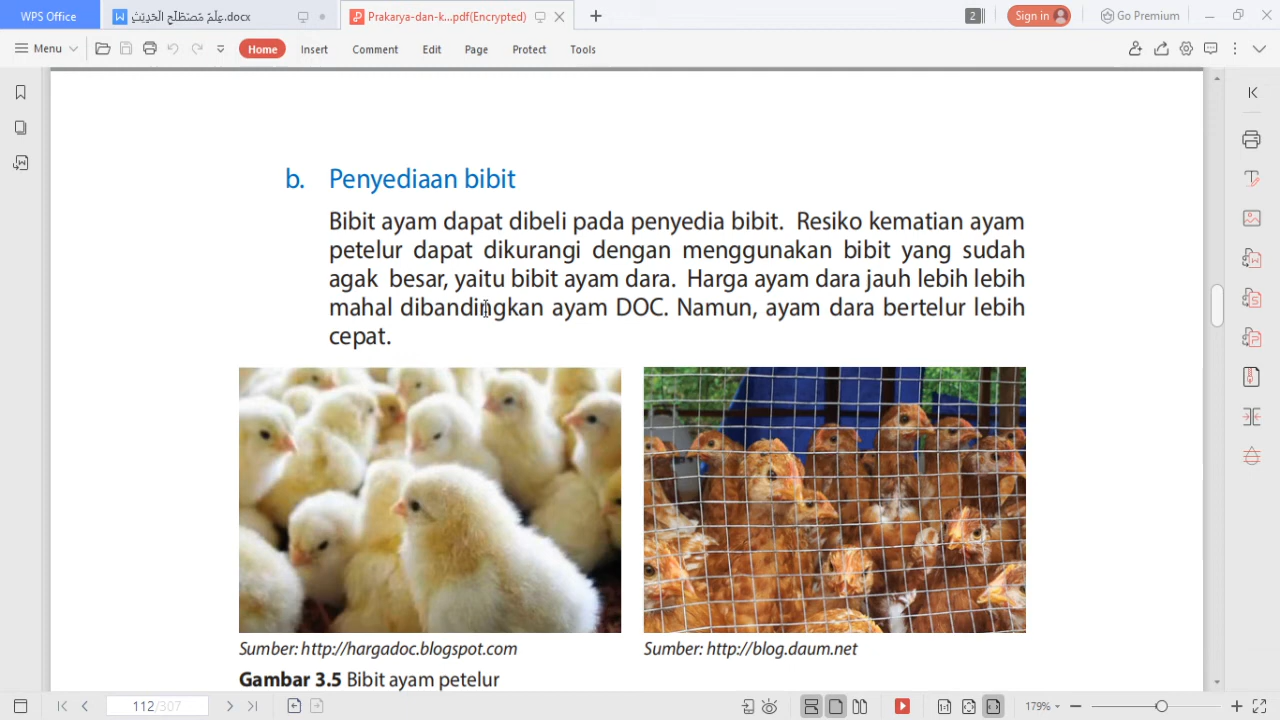 WPS Office
عِلْمُ مُصْطَلَحِ الْحَدِيْثِ.docx
Prakarya-dan-k...pdf(Encrypted)
2
Sign in
Go Premium
Menu
Home
Insert
Comment
Edit
Page
Protect
Tools
b. Penyediaan bibit
Bibit ayam dapat dibeli pada penyedia bibit. Resiko kematian ayam
petelur dapat dikurangi dengan menggunakan bibit yang sudah
agak besar, yaitu bibit ayam dara. Harga ayam dara jauh lebih lebih
mahal dibandingkan ayam DOC. Namun, ayam dara bertelur lebih
cepat.
Sumber: http://hargadoc.blogspot.com
Sumber: http://blog.daum.net
Gambar 3.5 Bibit ayam petelur
112/307
179%